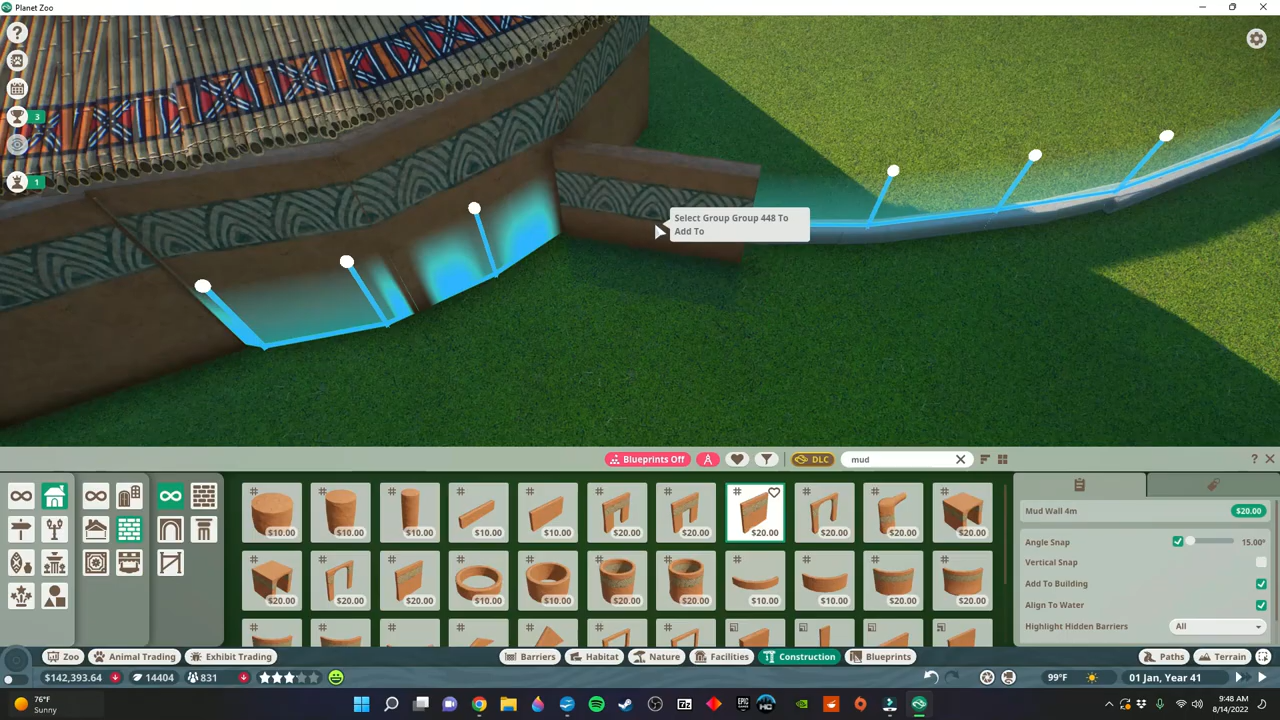 Planet Zoo
3
1
Select Group Group 448 To
Add To
Blueprints Off
DLC
mud
$10.00 $10.00 $10.00 $10.00 $10.00 $20.00 $20.00 $20.00 $20.00 $20.00 $20.00
$20.00 $20.00 $20.00 $10.00 $10.00 $20.00 $20.00 $10.00 $10.00 $20.00 $20.00
Mud Wall 4m $20.00
Angle Snap 15.00°
Vertical Snap
Add To Building
Align To Water
Highlight Hidden Barriers All
Zoo Animal Trading Exhibit Trading Barriers Habitat Nature Facilities Construction Blueprints Paths Terrain
$142,393.64 14404 831 99°F 01 Jan, Year 41
76°F
Sunny
9:48 AM
8/14/2022